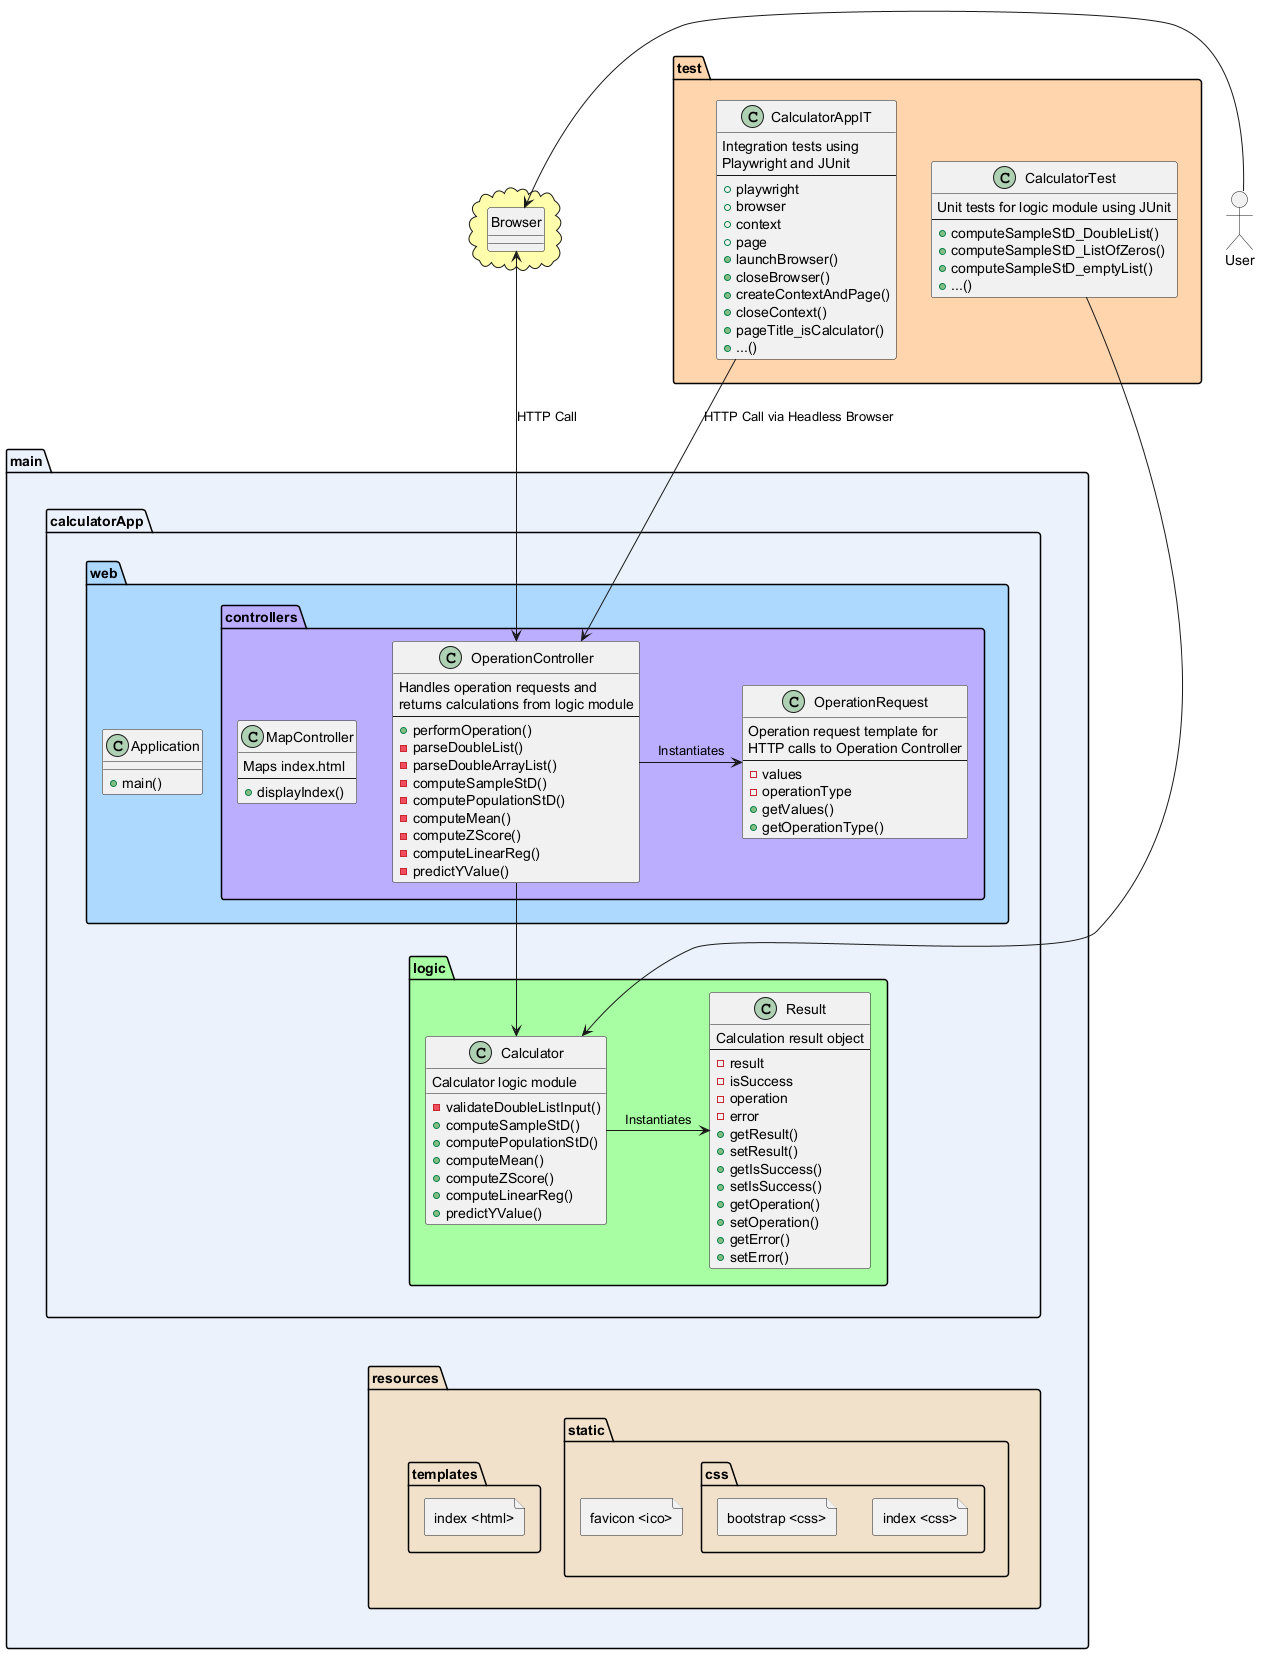 test
C CalculatorAppIT
Integration tests using
Playwright and JUnit
playwright
browser
context
page
launchBrowser()
closeBrowser()
createContextAndPage()
closeContext()
pageTitle_isCalculator()
...()
C CalculatorTest
Unit tests for logic module using JUnit
computeSampleStD_DoubleList()
computeSampleStD_ListOfZeros()
computeSampleStD_emptyList()
...()
User
Browser
HTTP Call
HTTP Call via Headless Browser
main
calculatorApp
web
controllers
C Application
main()
C MapController
Maps index.html
displayIndex()
C OperationController
Handles operation requests and
returns calculations from logic module
performOperation()
parseDoubleList()
parseDoubleArrayList()
computeSampleStD()
computePopulationStD()
computeMean()
computeZScore()
computeLinearReg()
predictYValue()
Instantiates
C OperationRequest
Operation request template for
HTTP calls to Operation Controller
values
operationType
getValues()
getOperationType()
logic
C Calculator
Calculator logic module
validateDoubleListInput()
computeSampleStD()
computePopulationStD()
computeMean()
computeZScore()
computeLinearReg()
predictYValue()
Instantiates
C Result
Calculation result object
result
isSuccess
operation
error
getResult()
setResult()
getIsSuccess()
setIsSuccess()
getOperation()
setOperation()
getError()
setError()
resources
templates
index <html>
static
favicon <ico>
css
bootstrap <css>
index <css>